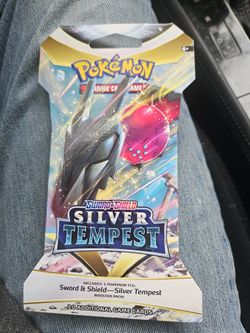 Pokémon
TRADING CARD GAME
Sword & Shield
SILVER
TEMPEST
INCLUDES: 1 POKÉMON TCG:
Sword & Shield—Silver Tempest
BOOSTER PACK!
10 ADDITIONAL GAME CARDS